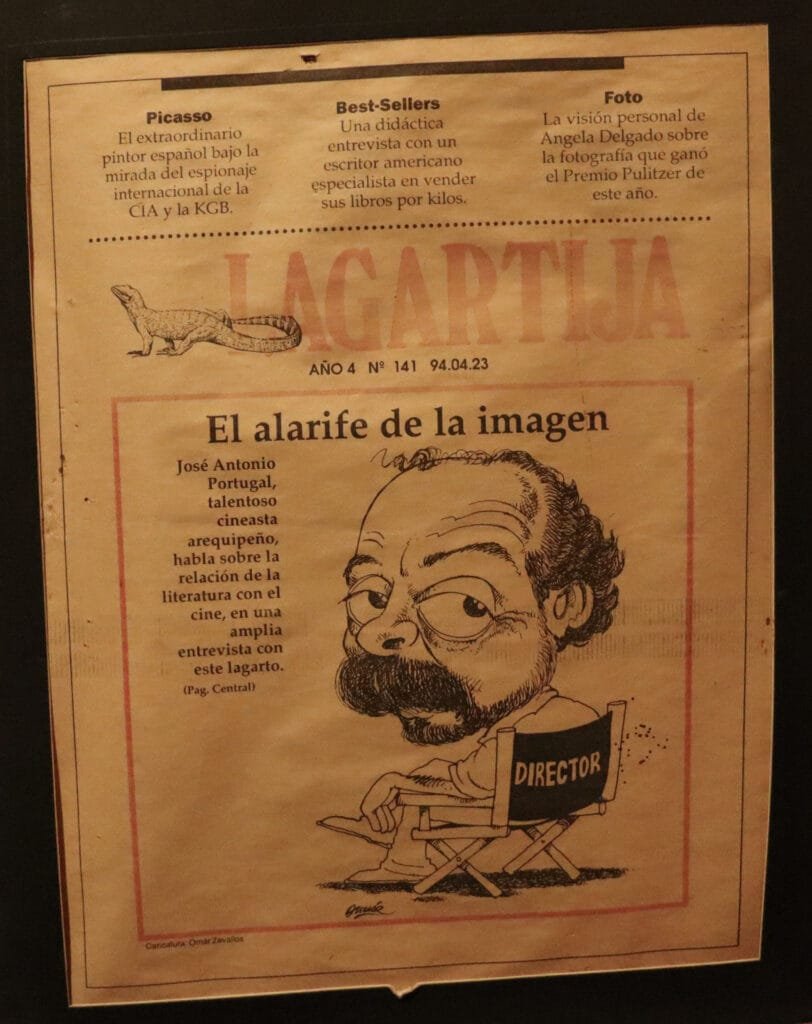 Picasso
El extraordinario
pintor español bajo la
mirada del espionaje
internacional de la
CIA y la KGB.
Best-Sellers
Una didáctica
entrevista con un
escritor americano
especialista en vender
sus libros por kilos.
Foto
La visión personal de
Angela Delgado sobre
la fotografía que ganó
el Premio Pulitzer de
este año.
LAGARTIJA
AÑO 4 Nº 141 94.04.23
El alarife de la imagen
José Antonio
Portugal,
talentoso
cineasta
arequipeño,
habla sobre la
relación de la
literatura con el
cine, en una
amplia
entrevista con
este lagarto.
(Pag. Central)
DIRECTOR
Omar
Caricatura: Omar Zavallos